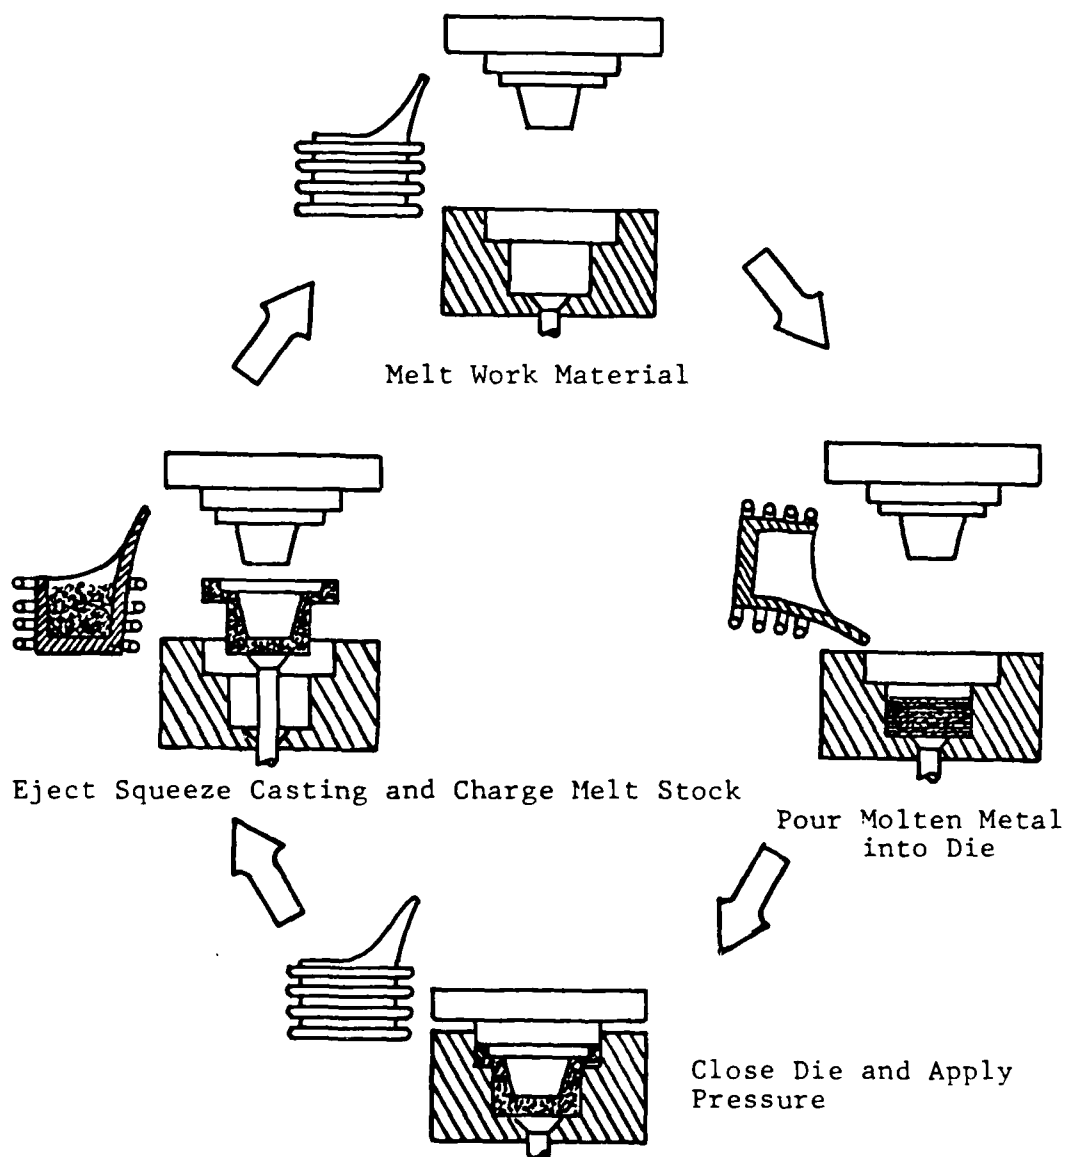 Melt Work Material
Eject Squeeze Casting and Charge Melt Stock
Pour Molten Metal
into Die
Close Die and Apply
Pressure